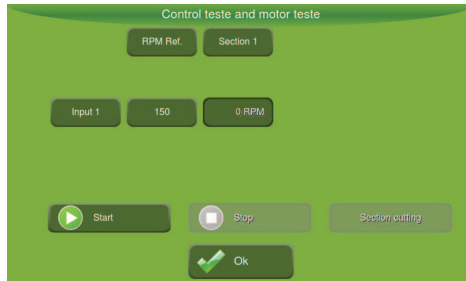 Control teste and motor teste
RPM Ref. Section 1
Input 1 150 0 RPM
Start Stop Section cutting
Ok